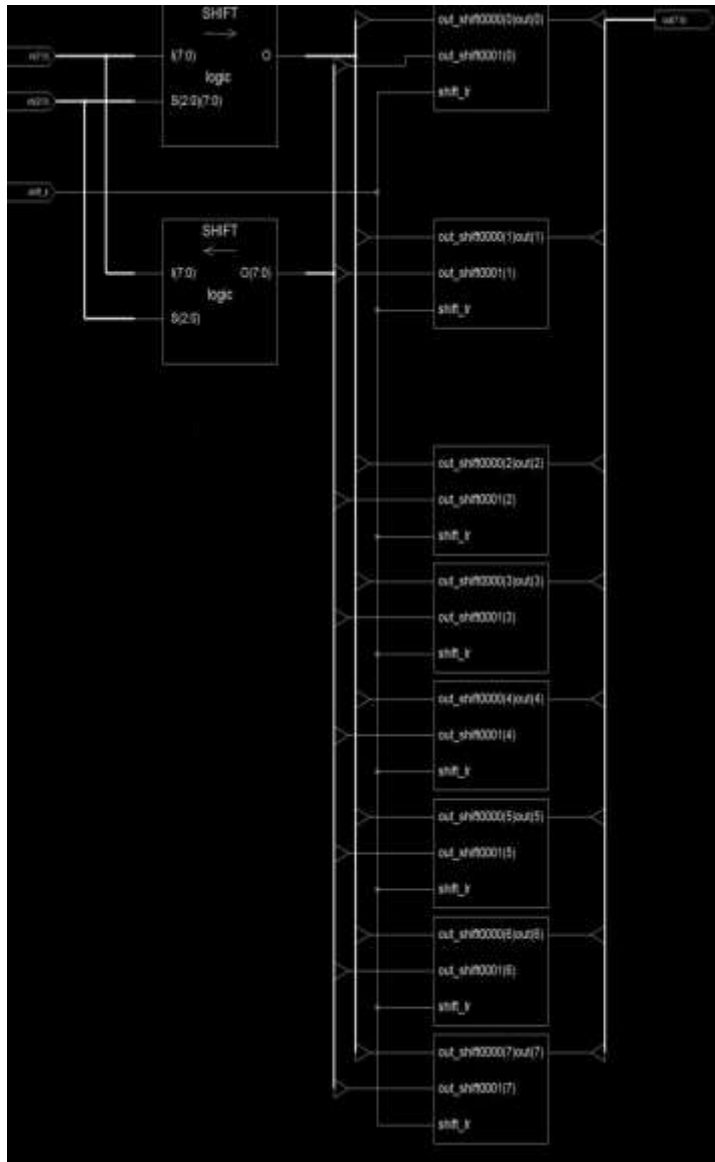 SHIFT
I(7:0) O
logic
S(2:0)(7:0)
SHIFT
I(7:0) O(7:0)
logic
S(2:0)
out_shift0000(0)out(0)
out_shift0001(0)
shift_lr
out_shift0000(1)out(1)
out_shift0001(1)
shift_lr
out_shift0000(2)out(2)
out_shift0001(2)
shift_lr
out_shift0000(3)out(3)
out_shift0001(3)
shift_lr
out_shift0000(4)out(4)
out_shift0001(4)
shift_lr
out_shift0000(5)out(5)
out_shift0001(5)
shift_lr
out_shift0000(6)out(6)
out_shift0001(6)
shift_lr
out_shift0000(7)out(7)
out_shift0001(7)
shift_lr